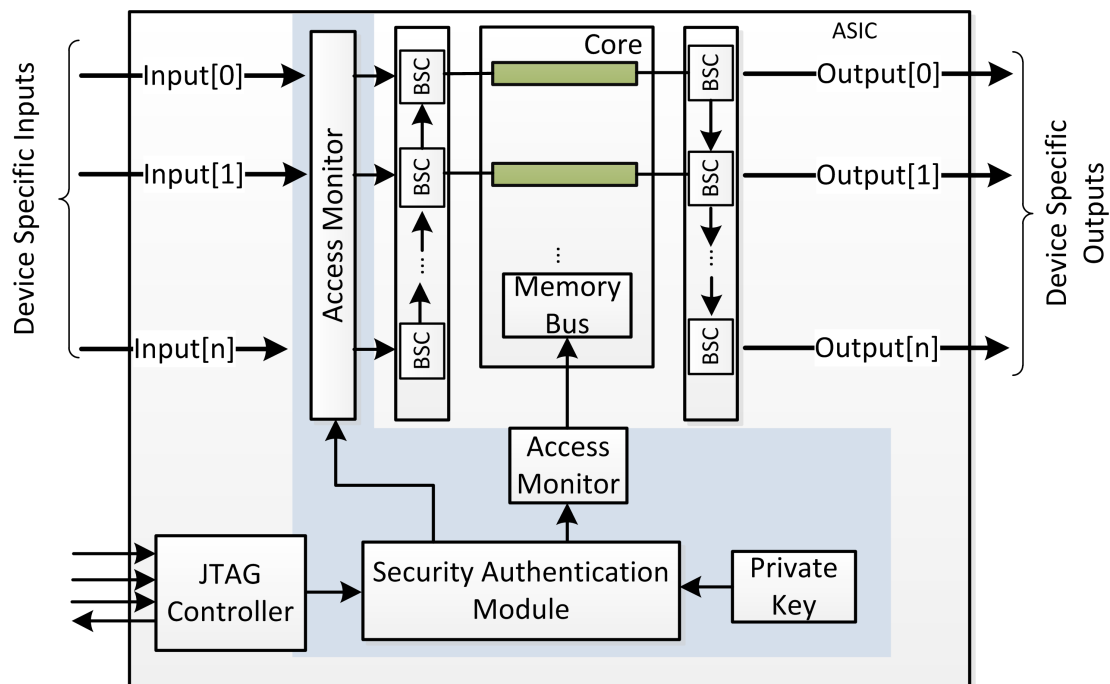 ASIC
Core
Device Specific Inputs
Input[0]
Input[1]
Input[n]
Access Monitor
BSC
BSC
BSC
...
Memory
Bus
BSC
BSC
BSC
Output[0]
Output[1]
Output[n]
Device Specific
Outputs
Access
Monitor
JTAG
Controller
Security Authentication
Module
Private
Key